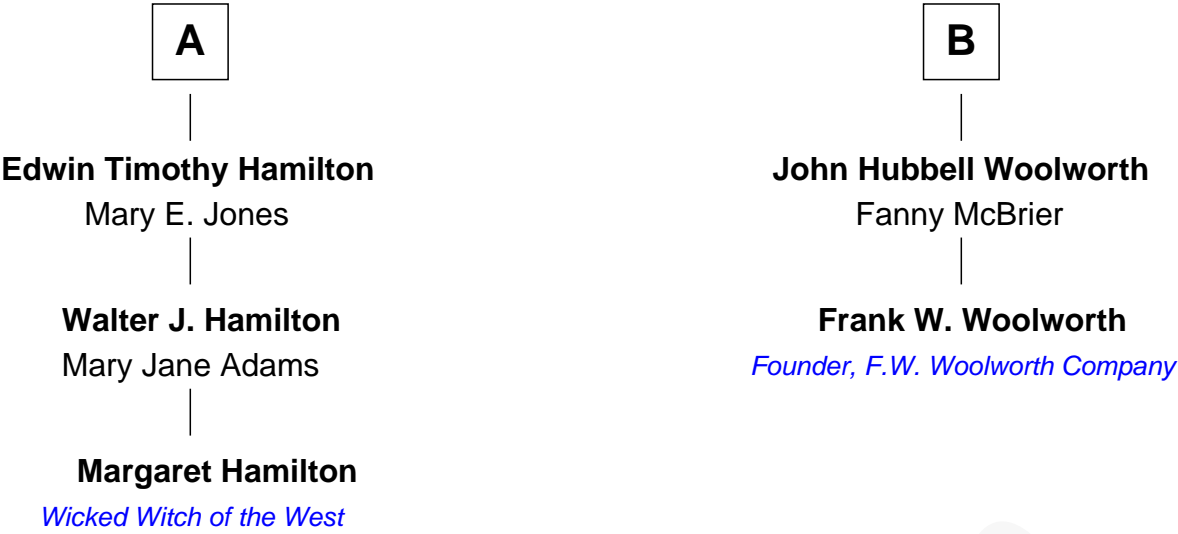 A
Edwin Timothy Hamilton
Mary E. Jones
Walter J. Hamilton
Mary Jane Adams
Margaret Hamilton
Wicked Witch of the West
B
John Hubbell Woolworth
Fanny McBrier
Frank W. Woolworth
Founder, F.W. Woolworth Company